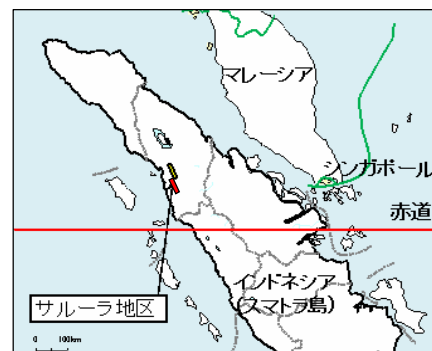 マレーシア
シンガポール
赤道
インドネシア
(スマトラ島)
サルーラ地区
0 100km